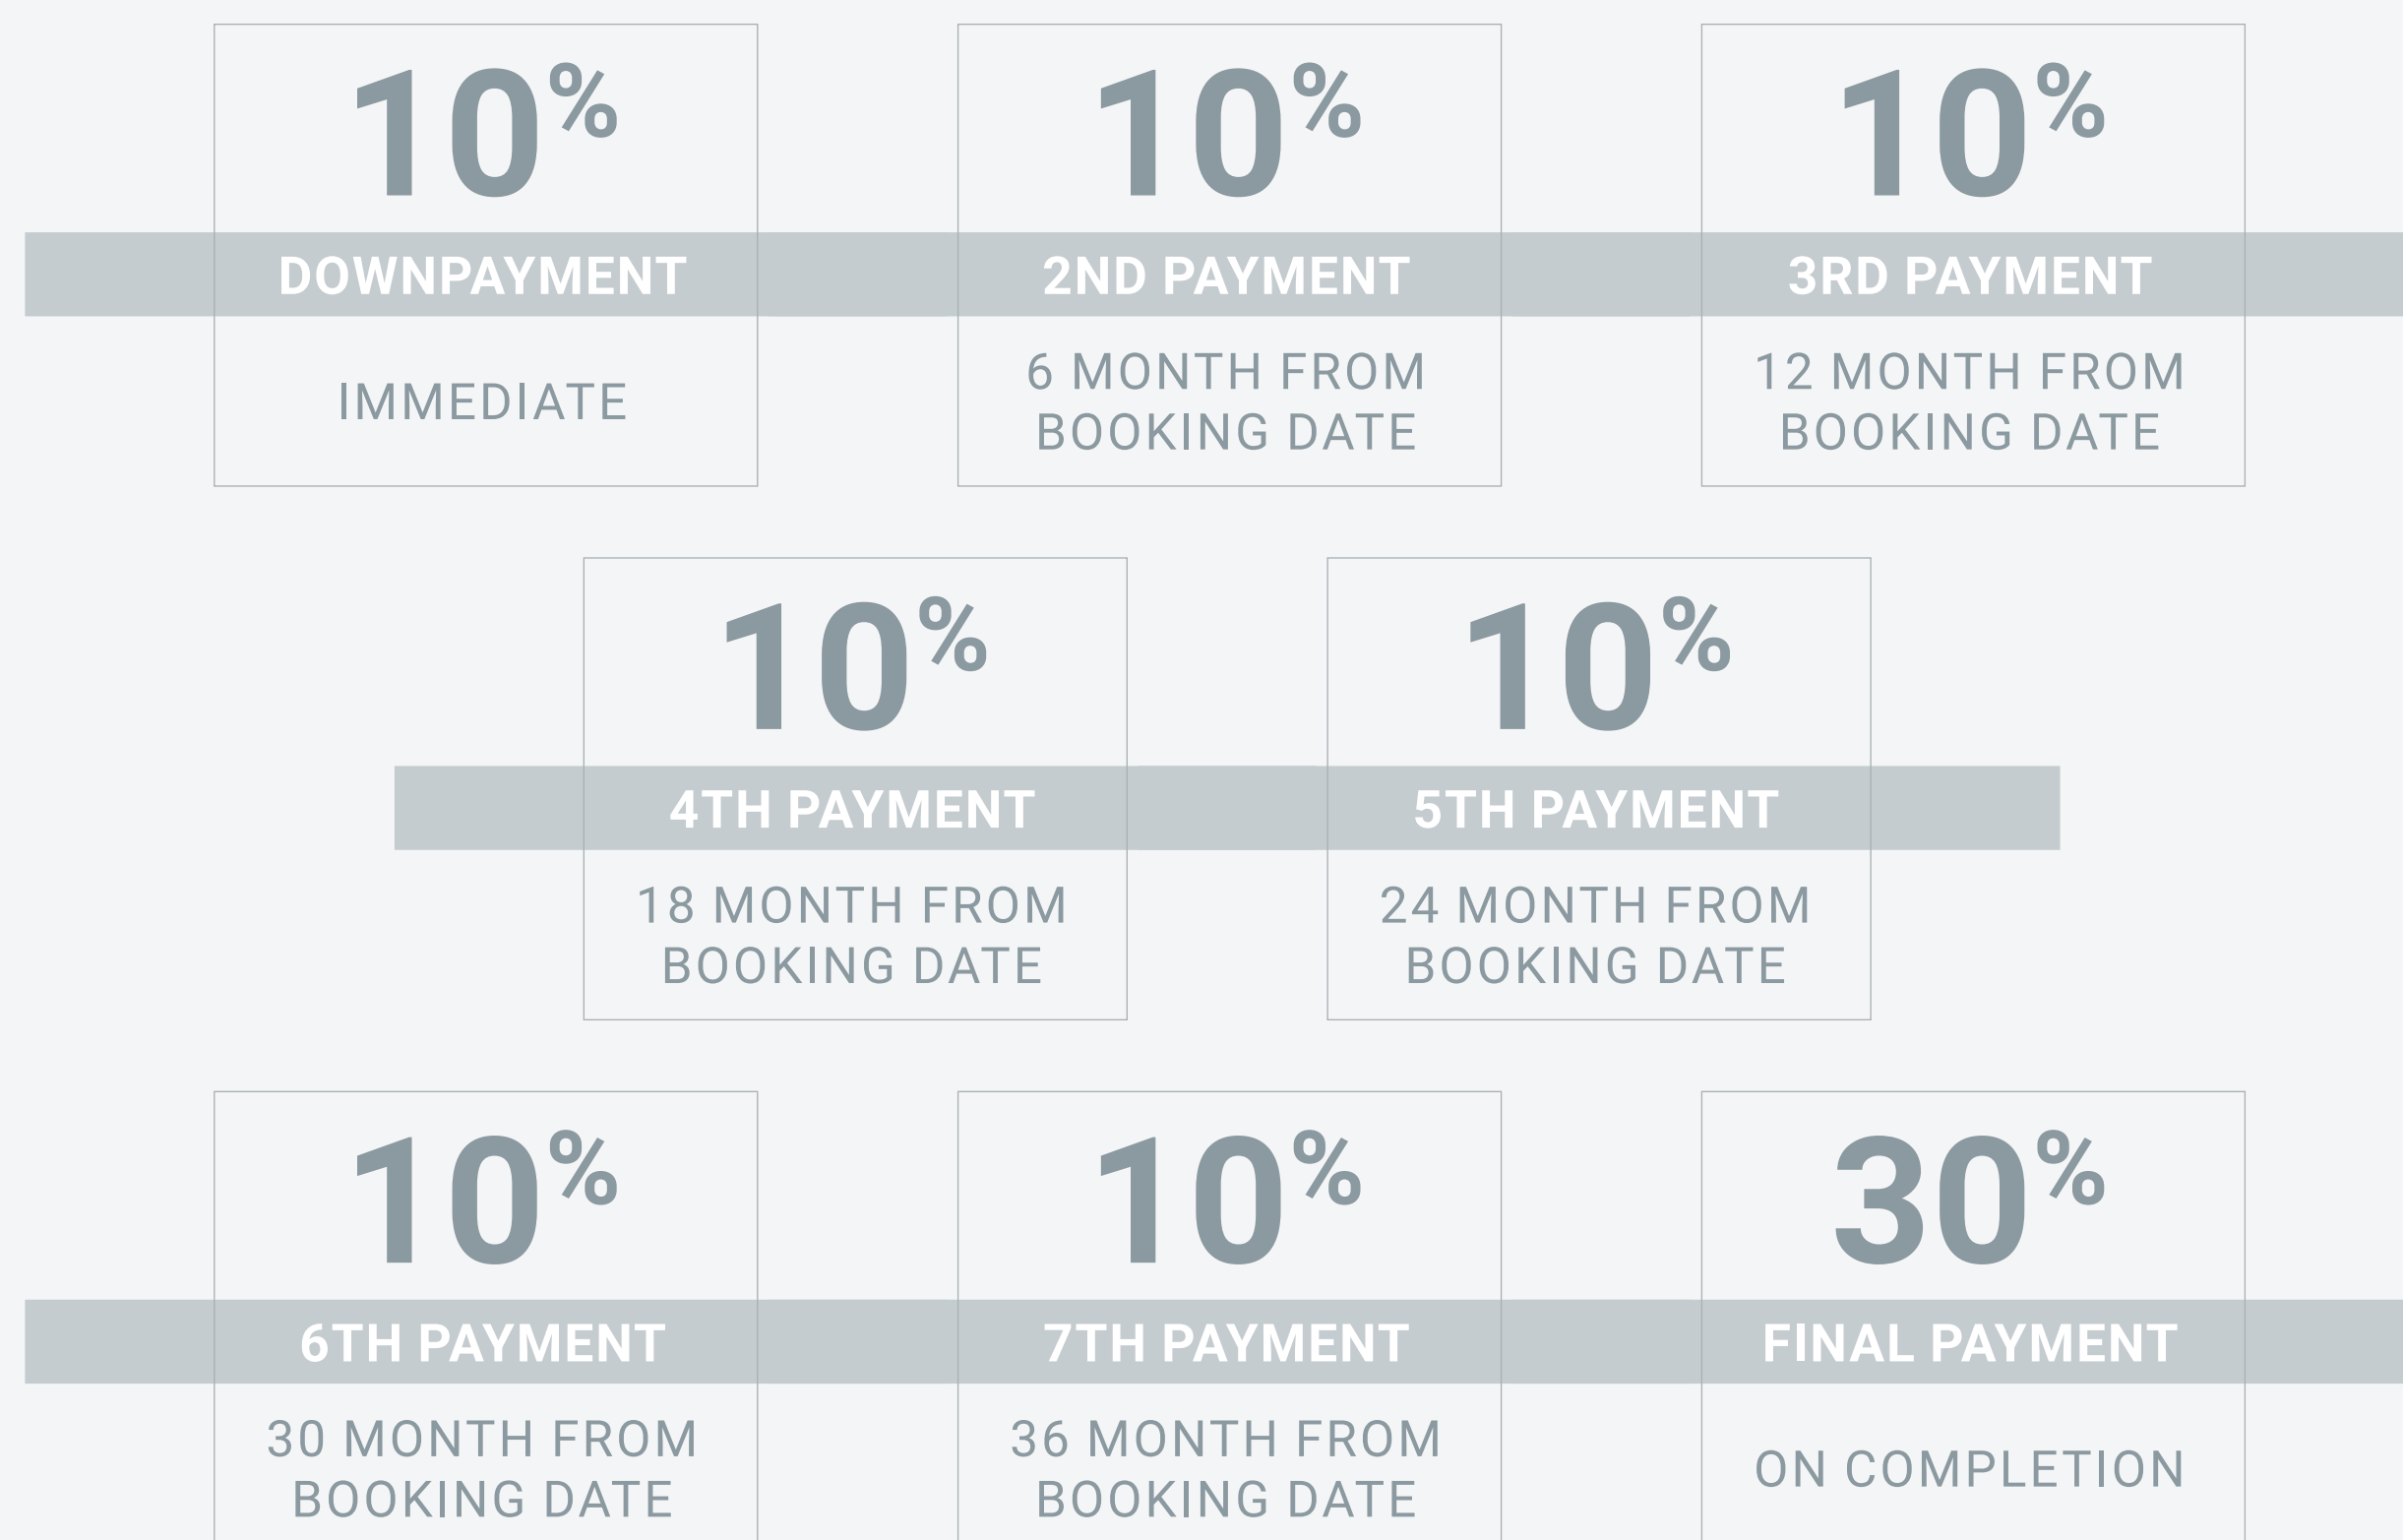 10%
DOWNPAYMENT
IMMEDIATE
10%
2ND PAYMENT
6 MONTH FROM
BOOKING DATE
10%
3RD PAYMENT
12 MONTH FROM
BOOKING DATE
10%
4TH PAYMENT
18 MONTH FROM
BOOKING DATE
10%
5TH PAYMENT
24 MONTH FROM
BOOKING DATE
10%
6TH PAYMENT
30 MONTH FROM
BOOKING DATE
10%
7TH PAYMENT
36 MONTH FROM
BOOKING DATE
30%
FINAL PAYMENT
ON COMPLETION